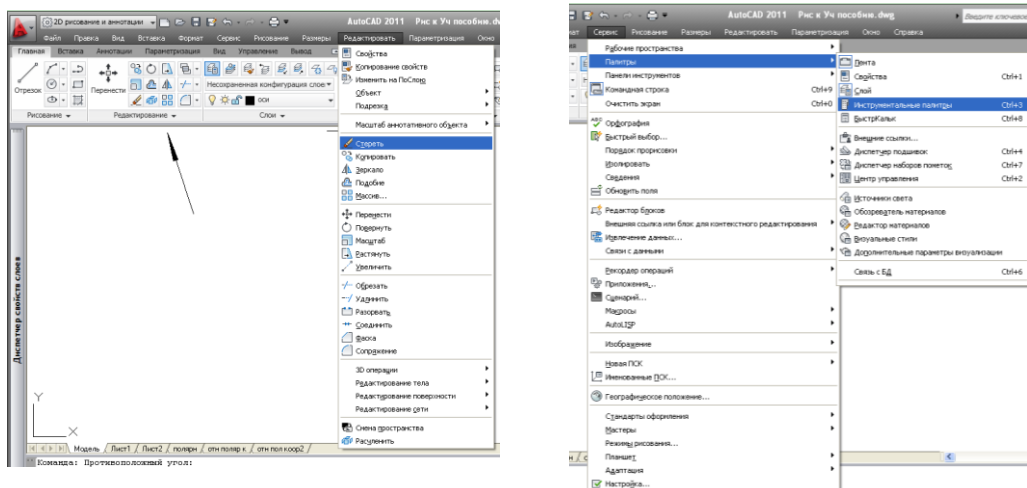 2D рисование и аннотации
AutoCAD 2011 Рис к Уч пособию.dw
Файл Правка Вид Вставка Формат Сервис Рисование Размеры Редактировать Параметризация Окно
Главная Вставка Аннотации Параметризация Вид Управление Вывод
Отрезок
Перенести
Несохраненная конфигурация слоев
оси
Рисование
Редактирование
Слои
Свойства
Копирование свойств
Изменить на ПоСлою
Объект
Подрезка
Масштаб аннотативного объекта
Стереть
Копировать
Зеркало
Подобие
Массив...
Перенести
Повернуть
Масштаб
Растянуть
Увеличить
Обрезать
Удлинить
Разорвать
Соединить
Фаска
Сопряжение
3D операции
Редактирование тела
Редактирование поверхности
Редактирование сети
Смена пространства
Расчленить
Диспетчер свойств слоев
Y
X
Модель Лист1 Лист2 полярн отн поляр к отн пол коор2
Команда: Противоположный угол:
AutoCAD 2011 Рис к Уч пособию.dwg
Введите ключевое
мат Сервис Рисование Размеры Редактировать Параметризация Окно Справка
Рабочие пространства
Палитры
Панели инструментов
Командная строка Ctrl+9
Очистить экран Ctrl+0
Орфография
Быстрый выбор...
Порядок прорисовки
Изолировать
Сведения
Обновить поля
Редактор блоков
Внешняя ссылка или блок для контекстного редактирования
Извлечение данных...
Связи с данными
Рекордер операций
Приложения...
Сценарий...
Макросы
AutoLISP
Изображение
Новая ПСК
Именованные ПСК...
Географическое положение...
Стандарты оформления
Мастеры
Режимы рисования...
Планшет
Адаптация
Настройка...
Лента
Свойства Ctrl+1
Слой
Инструментальные палитры Ctrl+3
БыстрКальк Ctrl+8
Внешние ссылки...
Диспетчер подшивок Ctrl+4
Диспетчер наборов пометок Ctrl+7
Центр управления Ctrl+2
Источники света
Обозреватель материалов
Редактор материалов
Визуальные стили
Дополнительные параметры визуализации
Связь с БД Ctrl+6